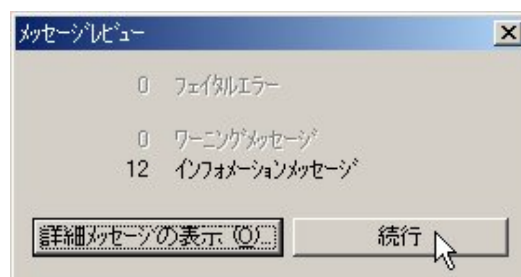 メッセージレビュー
0 フェイタルエラー
0 ワーニングメッセージ
12 インフォメーションメッセージ
詳細メッセージの表示 (O)...
続行